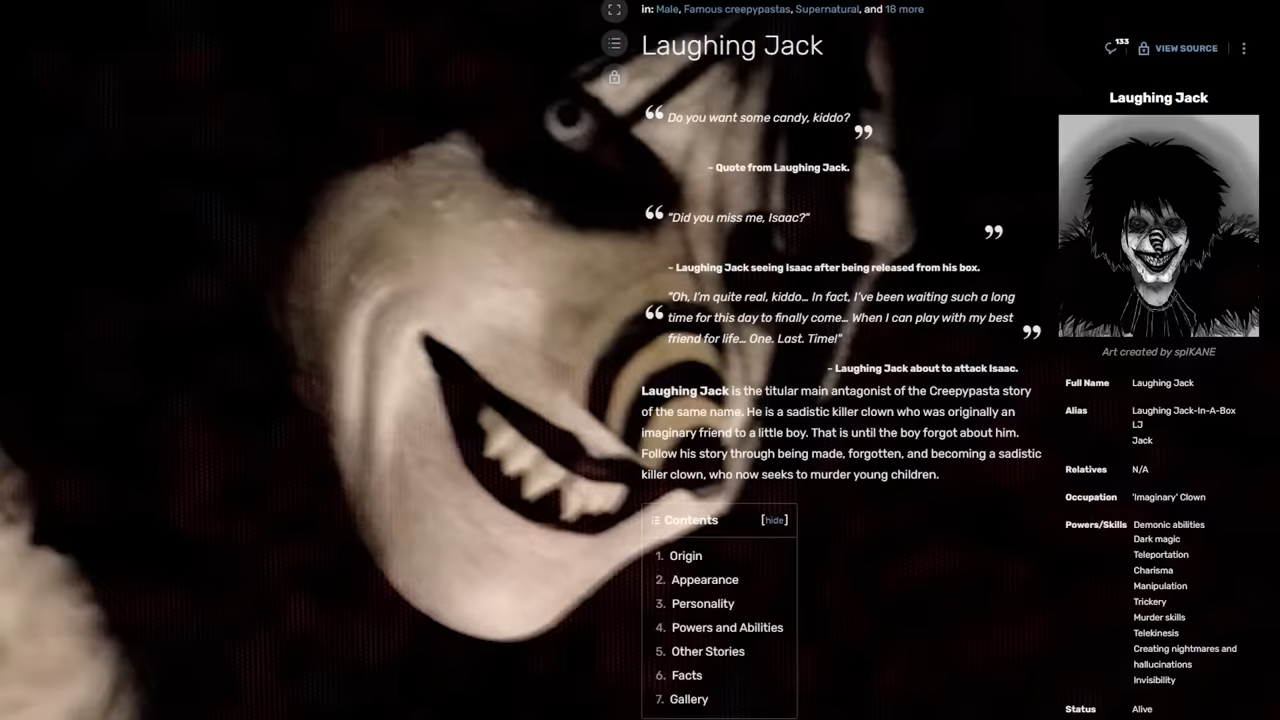 in: Male, Famous creepypastas, Supernatural, and 18 more
Laughing Jack
133
VIEW SOURCE
“ Do you want some candy, kiddo? ”
– Quote from Laughing Jack.
“ "Did you miss me, Isaac?" ”
– Laughing Jack seeing Isaac after being released from his box.
“ "Oh, I'm quite real, kiddo... In fact, I've been waiting such a long
time for this day to finally come... When I can play with my best
friend for life... One. Last. Time!" ”
– Laughing Jack about to attack Isaac.
Laughing Jack is the titular main antagonist of the Creepypasta story
of the same name. He is a sadistic killer clown who was originally an
imaginary friend to a little boy. That is until the boy forgot about him.
Follow his story through being made, forgotten, and becoming a sadistic
killer clown, who now seeks to murder young children.
Contents [hide]
1. Origin
2. Appearance
3. Personality
4. Powers and Abilities
5. Other Stories
6. Facts
7. Gallery
Laughing Jack
Art created by spIKANE
Full Name Laughing Jack
Alias Laughing Jack-In-A-Box
LJ
Jack
Relatives N/A
Occupation 'Imaginary' Clown
Powers/Skills Demonic abilities
Dark magic
Teleportation
Charisma
Manipulation
Trickery
Murder skills
Telekinesis
Creating nightmares and
hallucinations
Invisibility
Status Alive